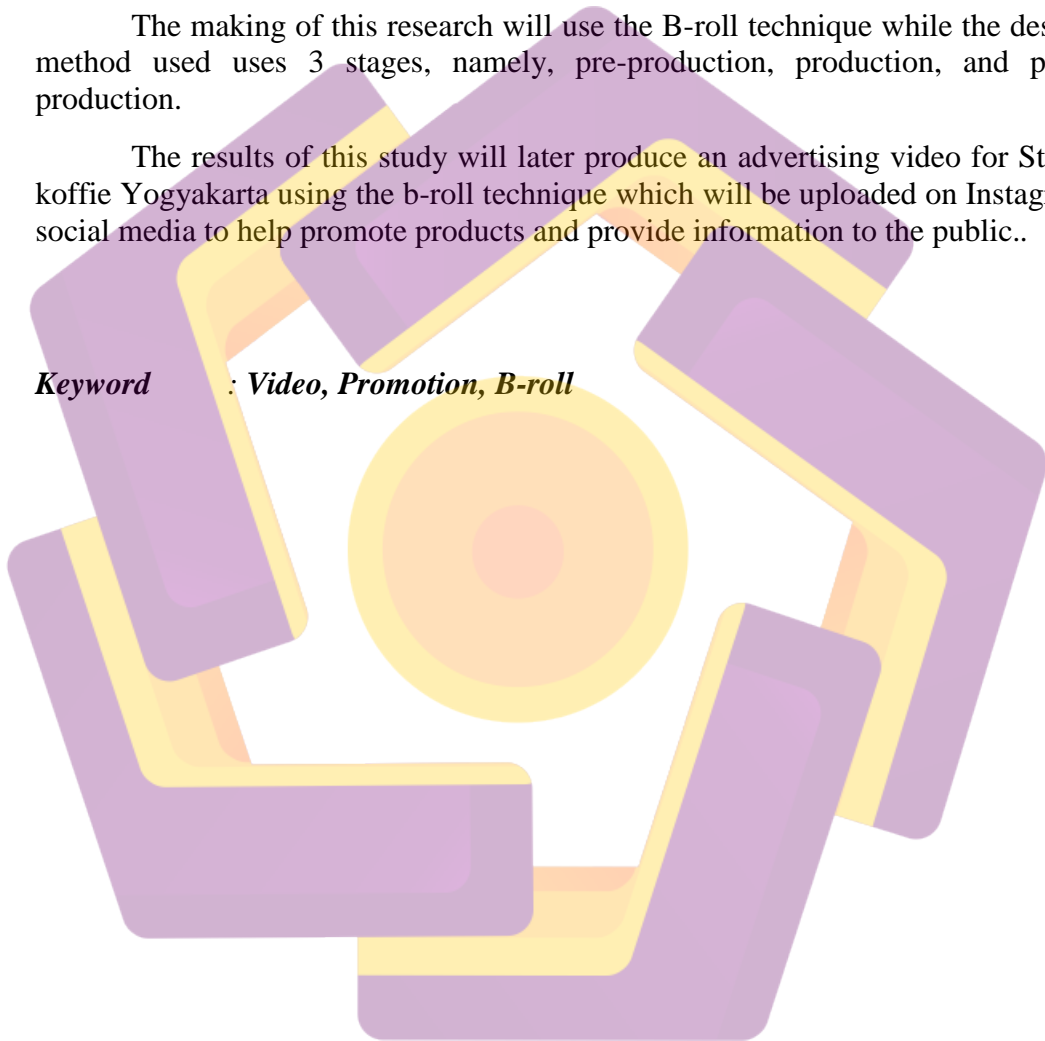 The making of this research will use the B-roll technique while the des
method used uses 3 stages, namely, pre-production, production, and p
production.
The results of this study will later produce an advertising video for St
koffie Yogyakarta using the b-roll technique which will be uploaded on Instag
social media to help promote products and provide information to the public..
Keyword : Video, Promotion, B-roll